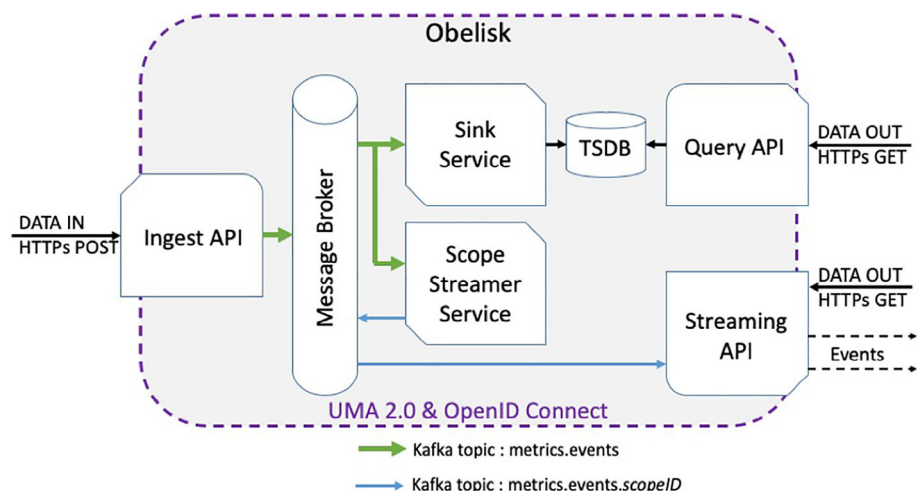 Obelisk
Sink
Service
TSDB
Query API
DATA OUT
HTTPs GET
DATA IN
HTTPs POST
Ingest API
Message Broker
Scope
Streamer
Service
Streaming
API
DATA OUT
HTTPs GET
Events
UMA 2.0 & OpenID Connect
Kafka topic : metrics.events
Kafka topic : metrics.events.scopeID